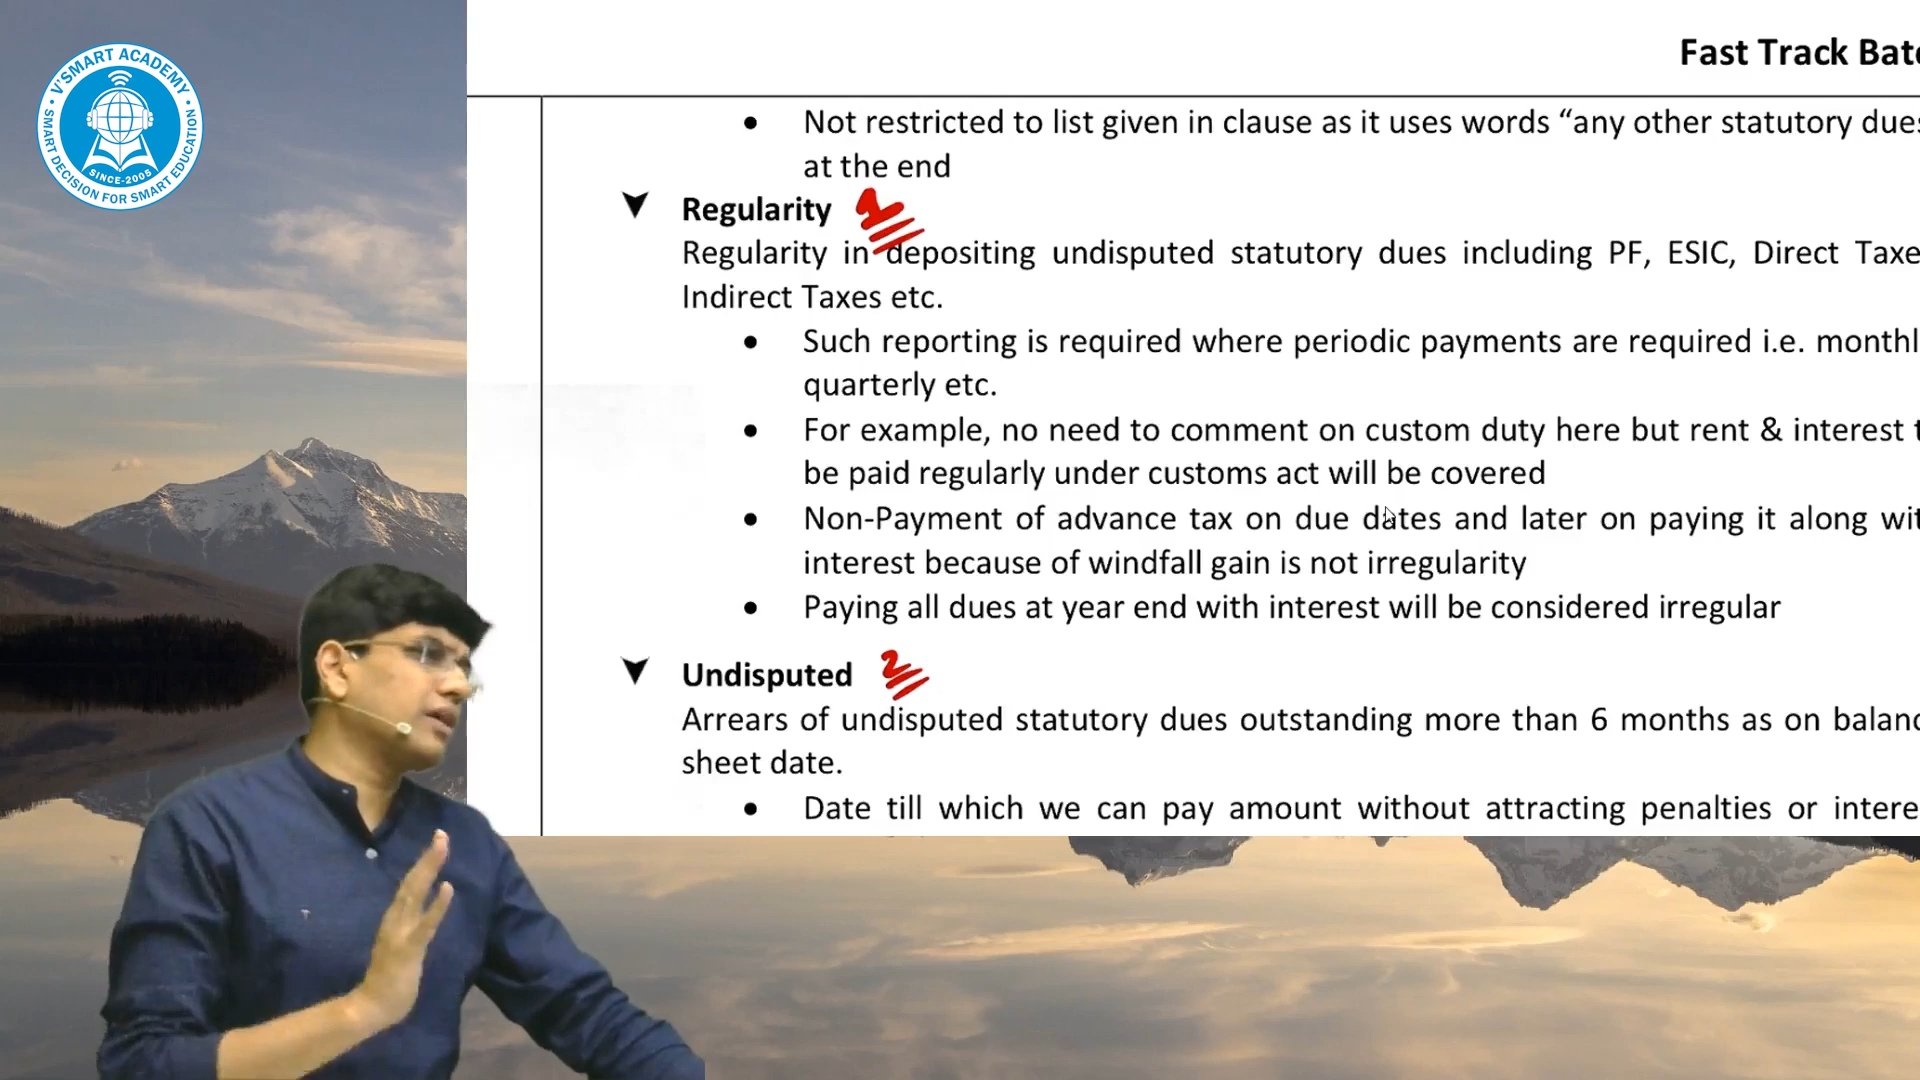 V'SMART ACADEMY
SMART DECISION FOR SMART EDUCATION
SINCE-2005
Fast Track Batc
• Not restricted to list given in clause as it uses words “any other statutory dues
at the end
Regularity 1
Regularity in depositing undisputed statutory dues including PF, ESIC, Direct Taxe
Indirect Taxes etc.
• Such reporting is required where periodic payments are required i.e. monthl
quarterly etc.
• For example, no need to comment on custom duty here but rent & interest t
be paid regularly under customs act will be covered
• Non-Payment of advance tax on due dates and later on paying it along wit
interest because of windfall gain is not irregularity
• Paying all dues at year end with interest will be considered irregular
Undisputed 2
Arrears of undisputed statutory dues outstanding more than 6 months as on balanc
sheet date.
• Date till which we can pay amount without attracting penalties or intere